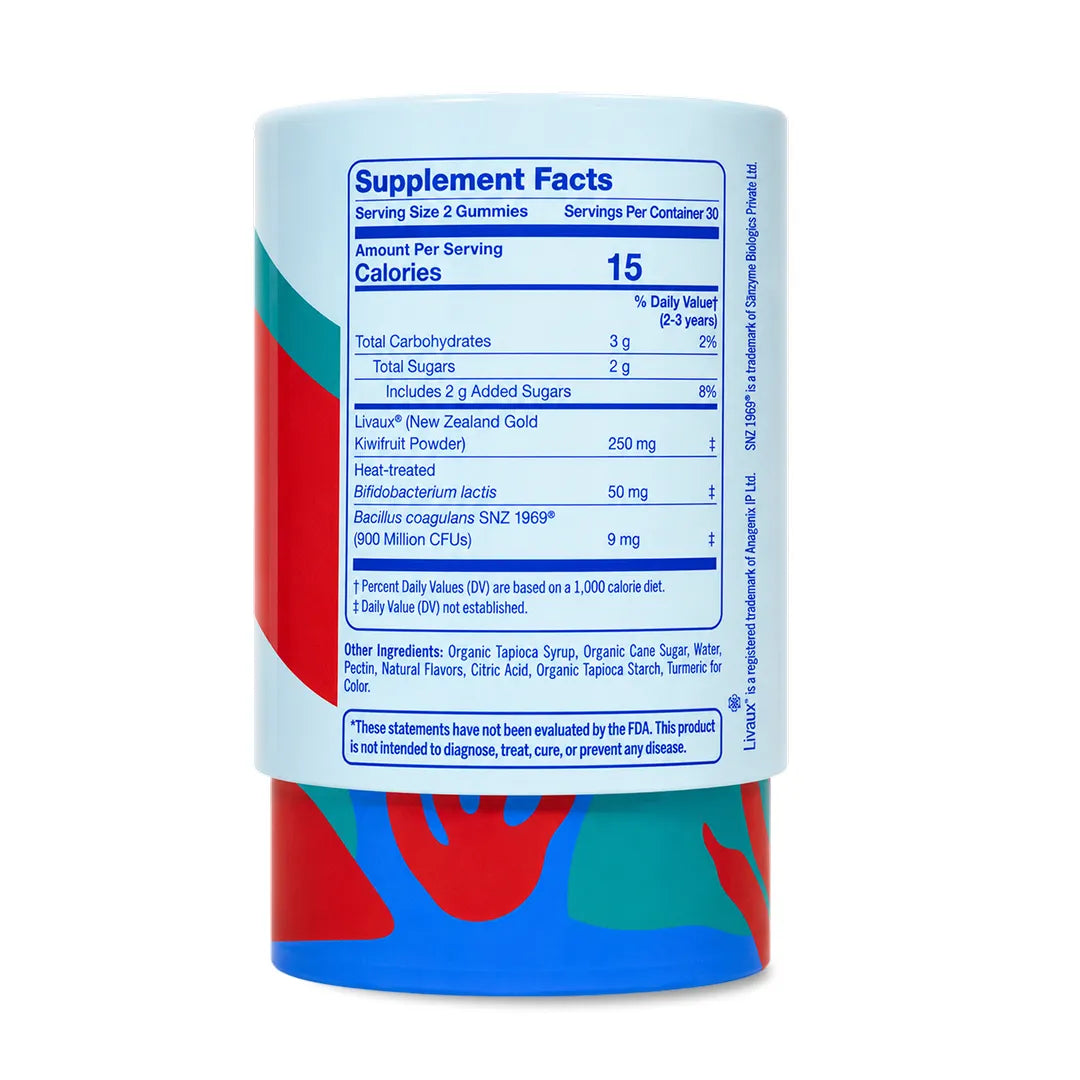 Supplement Facts
Serving Size 2 Gummies Servings Per Container 30
Amount Per Serving
Calories 15
% Daily Value†
(2-3 years)
Total Carbohydrates 3 g 2%
Total Sugars 2 g
Includes 2 g Added Sugars 8%
Livaux® (New Zealand Gold
Kiwifruit Powder) 250 mg ‡
Heat-treated
Bifidobacterium lactis 50 mg ‡
Bacillus coagulans SNZ 1969®
(900 Million CFUs) 9 mg ‡
† Percent Daily Values (DV) are based on a 1,000 calorie diet.
‡ Daily Value (DV) not established.
Other Ingredients: Organic Tapioca Syrup, Organic Cane Sugar, Water,
Pectin, Natural Flavors, Citric Acid, Organic Tapioca Starch, Turmeric for
Color.
*These statements have not been evaluated by the FDA. This product
is not intended to diagnose, treat, cure, or prevent any disease.
Livaux® is a registered trademark of Anagenix IP Ltd. SNZ 1969® is a trademark of Sanzyme Biologics Private Ltd.